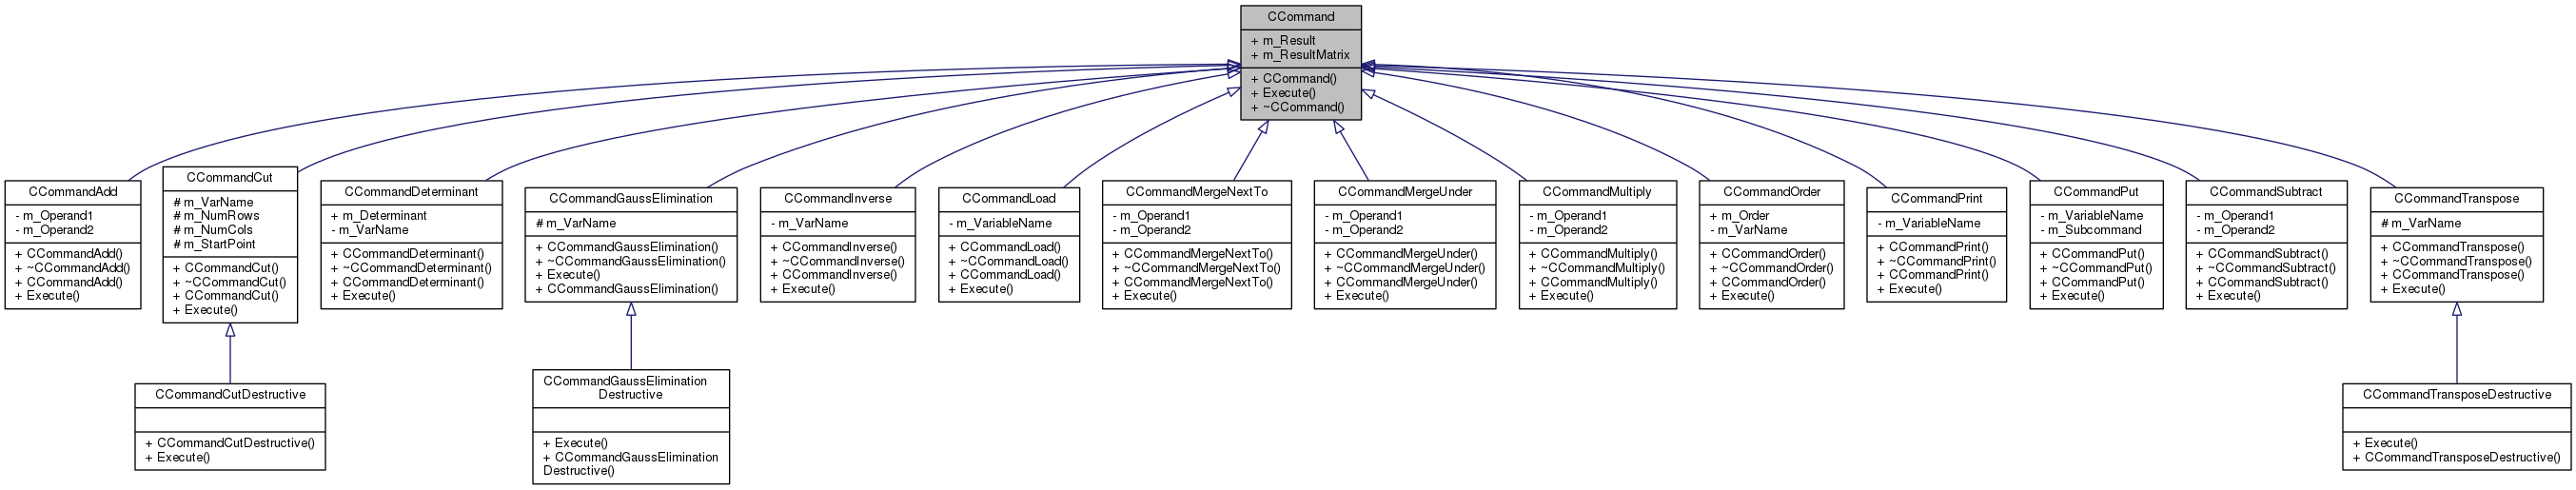 CCommand
+ m_Result
+ m_ResultMatrix
+ CCommand()
+ Execute()
+ ~CCommand()
CCommandAdd
- m_Operand1
- m_Operand2
+ CCommandAdd()
+ ~CCommandAdd()
+ CCommandAdd()
+ Execute()
CCommandCut
# m_VarName
# m_NumRows
# m_NumCols
# m_StartPoint
+ CCommandCut()
+ ~CCommandCut()
+ CCommandCut()
+ Execute()
CCommandDeterminant
+ m_Determinant
- m_VarName
+ CCommandDeterminant()
+ ~CCommandDeterminant()
+ CCommandDeterminant()
+ Execute()
CCommandGaussElimination
# m_VarName
+ CCommandGaussElimination()
+ ~CCommandGaussElimination()
+ Execute()
+ CCommandGaussElimination()
CCommandInverse
- m_VarName
+ CCommandInverse()
+ ~CCommandInverse()
+ CCommandInverse()
+ Execute()
CCommandLoad
- m_VariableName
+ CCommandLoad()
+ ~CCommandLoad()
+ CCommandLoad()
+ Execute()
CCommandMergeNextTo
- m_Operand1
- m_Operand2
+ CCommandMergeNextTo()
+ ~CCommandMergeNextTo()
+ CCommandMergeNextTo()
+ Execute()
CCommandMergeUnder
- m_Operand1
- m_Operand2
+ CCommandMergeUnder()
+ ~CCommandMergeUnder()
+ CCommandMergeUnder()
+ Execute()
CCommandMultiply
- m_Operand1
- m_Operand2
+ CCommandMultiply()
+ ~CCommandMultiply()
+ CCommandMultiply()
+ Execute()
CCommandOrder
+ m_Order
- m_VarName
+ CCommandOrder()
+ ~CCommandOrder()
+ CCommandOrder()
+ Execute()
CCommandPrint
- m_VariableName
+ CCommandPrint()
+ ~CCommandPrint()
+ CCommandPrint()
+ Execute()
CCommandPut
- m_VariableName
- m_Subcommand
+ CCommandPut()
+ ~CCommandPut()
+ CCommandPut()
+ Execute()
CCommandSubtract
- m_Operand1
- m_Operand2
+ CCommandSubtract()
+ ~CCommandSubtract()
+ CCommandSubtract()
+ Execute()
CCommandTranspose
# m_VarName
+ CCommandTranspose()
+ ~CCommandTranspose()
+ CCommandTranspose()
+ Execute()
CCommandCutDestructive
+ CCommandCutDestructive()
+ Execute()
CCommandGaussElimination
Destructive
+ Execute()
+ CCommandGaussElimination
Destructive()
CCommandTransposeDestructive
+ Execute()
+ CCommandTransposeDestructive()